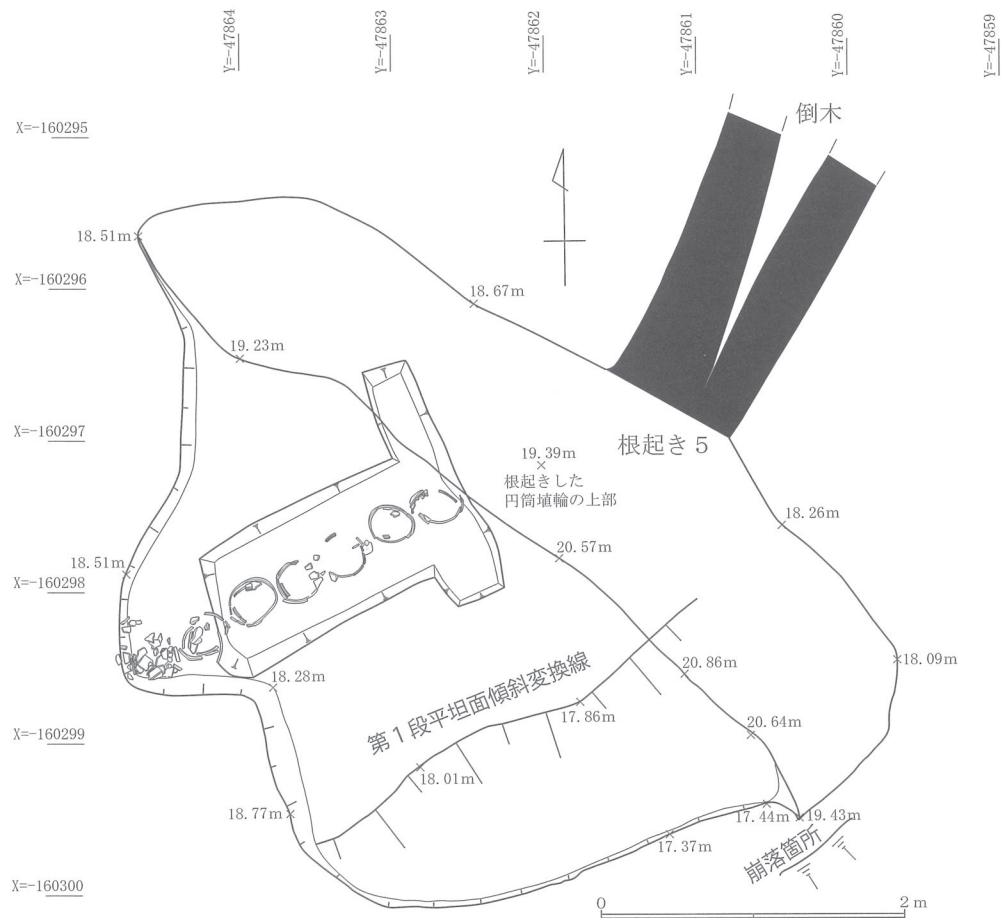 Y=-47864
Y=-47863
Y=-47862
Y=-47861
Y=-47860
Y=-47859
X=-160295
倒木
18.51m
X=-160296
18.67m
19.23m
X=-160297
根起き5
19.39m
根起きした
円筒埴輪の上部
18.26m
20.57m
18.51m
X=-160298
18.09m
20.86m
18.28m
第1段平坦面傾斜変換線
17.86m
X=-160299
20.64m
18.01m
18.77m
17.44m
19.43m
17.37m
崩落箇所
X=-160300
0
2m